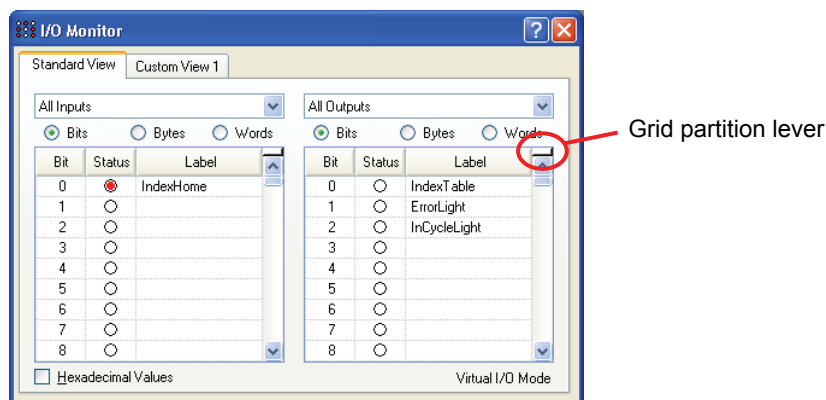 I/O Monitor
Standard View Custom View 1
All Inputs All Outputs
Bits Bytes Words Bits Bytes Words
Grid partition lever
Bit Status Label Bit Status Label
0 IndexHome 0 IndexTable
1 1 ErrorLight
2 2 InCycleLight
3 3
4 4
5 5
6 6
7 7
8 8
Hexadecimal Values Virtual I/O Mode